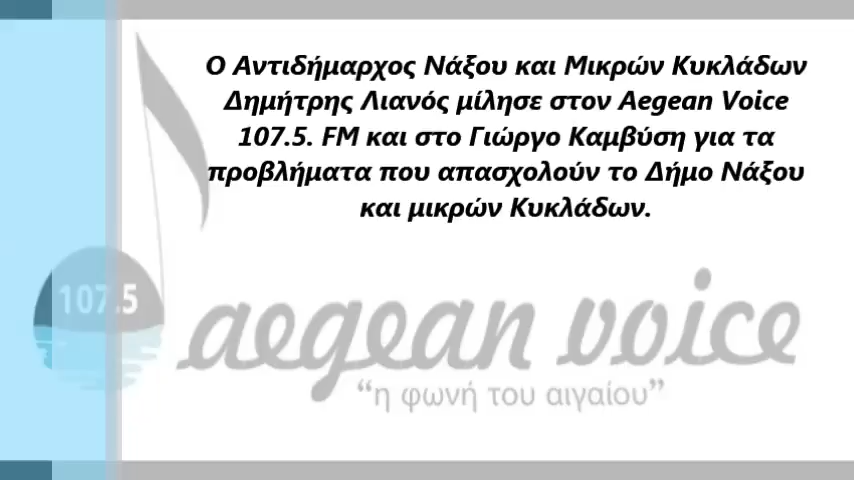 Ο Αντιδήμαρχος Νάξου και Μικρών Κυκλάδων
Δημήτρης Λιανός μίλησε στον Aegean Voice
107.5. FM και στο Γιώργο Καμβύση για τα
προβλήματα που απασχολούν το Δήμο Νάξου
και μικρών Κυκλάδων.
107.5
aegean voice
“η φωνή του αιγαίου”